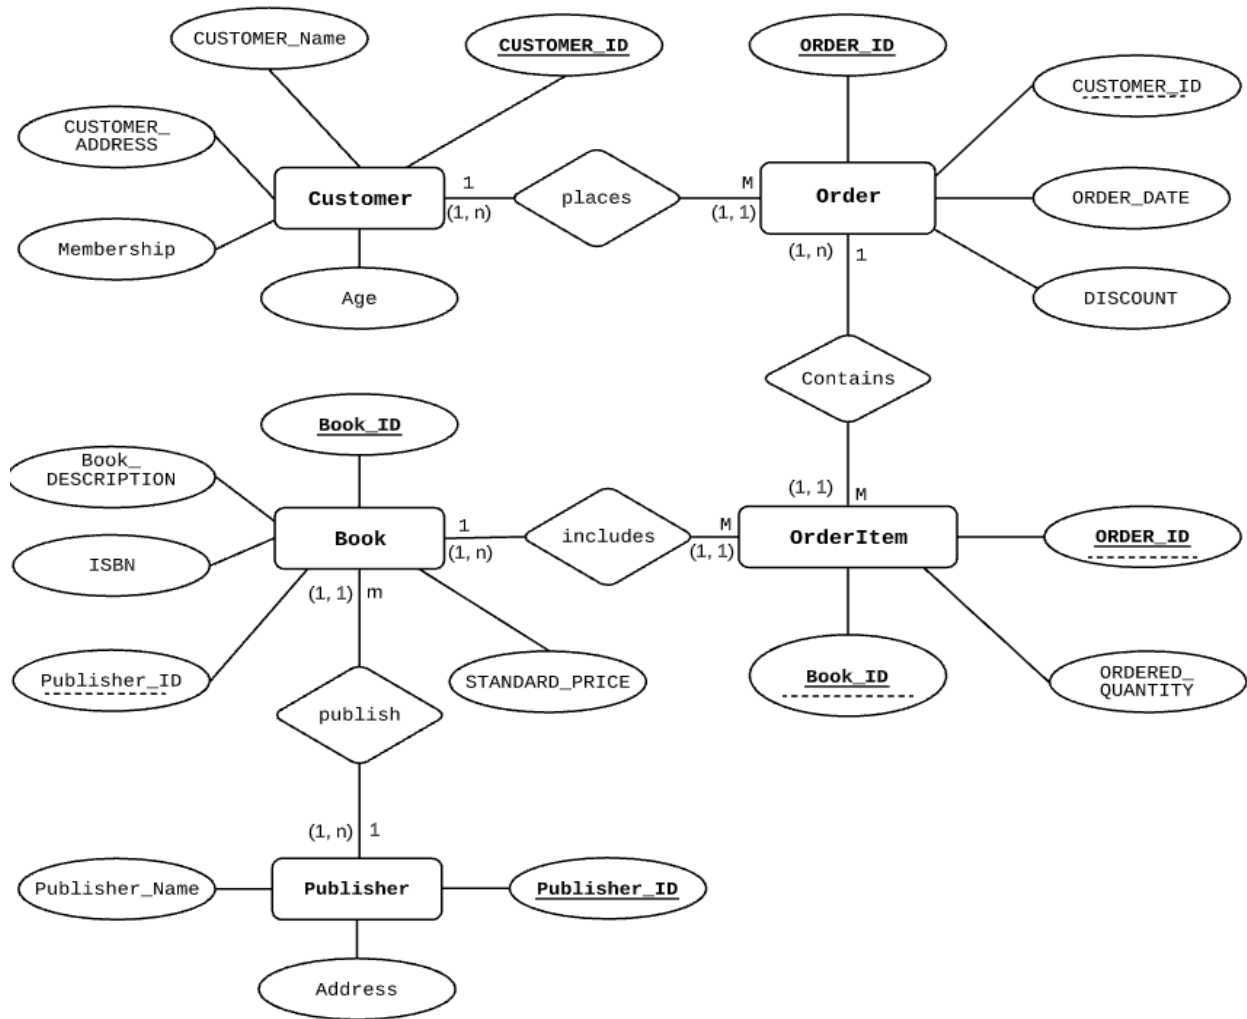 CUSTOMER_Name
CUSTOMER_ID
ORDER_ID
CUSTOMER_ID
CUSTOMER_
ADDRESS
Customer
1
(1, n)
places
M
(1, 1)
Order
ORDER_DATE
Membership
Age
(1, n)
1
DISCOUNT
Contains
Book_ID
Book_
DESCRIPTION
(1, 1)
M
Book
1
(1, n)
includes
M
(1, 1)
OrderItem
ORDER_ID
ISBN
(1, 1)
m
Publisher_ID
STANDARD_PRICE
Book_ID
ORDERED_
QUANTITY
publish
(1, n)
1
Publisher_Name
Publisher
Publisher_ID
Address